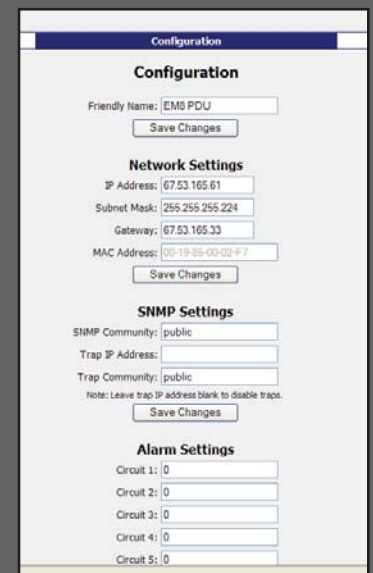 Configuration
Configuration
Friendly Name: EM8 PDU
Save Changes
Network Settings
IP Address: 67.53.165.61
Subnet Mask: 255.255.255.224
Gateway: 67.53.165.33
MAC Address: 00-19-85-00-02-F7
Save Changes
SNMP Settings
SNMP Community: public
Trap IP Address:
Trap Community: public
Note: Leave trap IP address blank to disable traps.
Save Changes
Alarm Settings
Circuit 1: 0
Circuit 2: 0
Circuit 3: 0
Circuit 4: 0
Circuit 5: 0